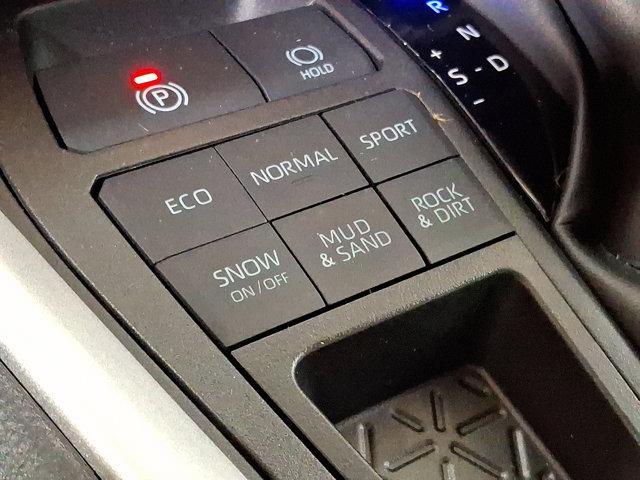 R
N
+
S - D
-
P
HOLD
ECO
NORMAL
SPORT
SNOW
ON/OFF
MUD
& SAND
ROCK
& DIRT